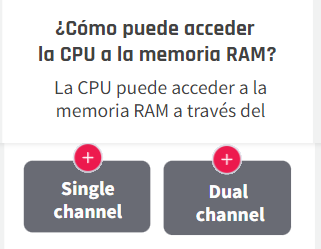 ¿Cómo puede acceder
la CPU a la memoria RAM?
La CPU puede acceder a la
memoria RAM a través del
+
+
Single
channel
Dual
channel